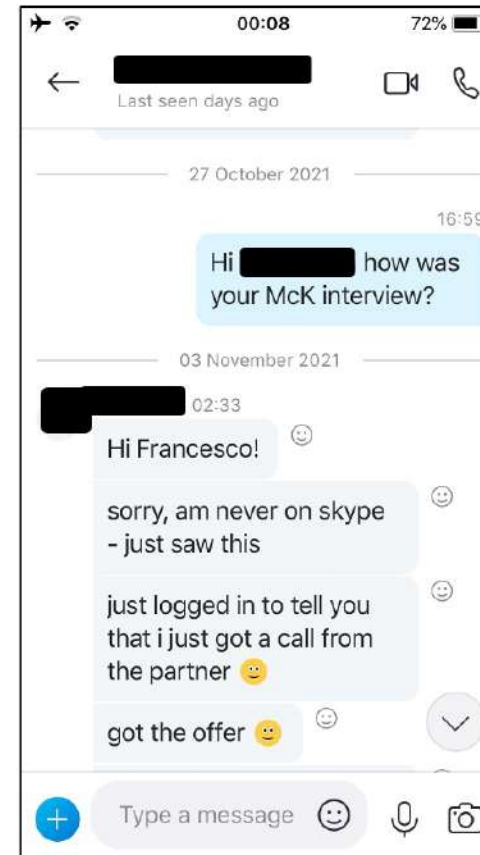 00:08
72%
Last seen days ago
27 October 2021
16:59
Hi how was
your McK interview?
03 November 2021
02:33
Hi Francesco!
sorry, am never on skype
- just saw this
just logged in to tell you
that i just got a call from
the partner 🙂
got the offer 🙂
Type a message